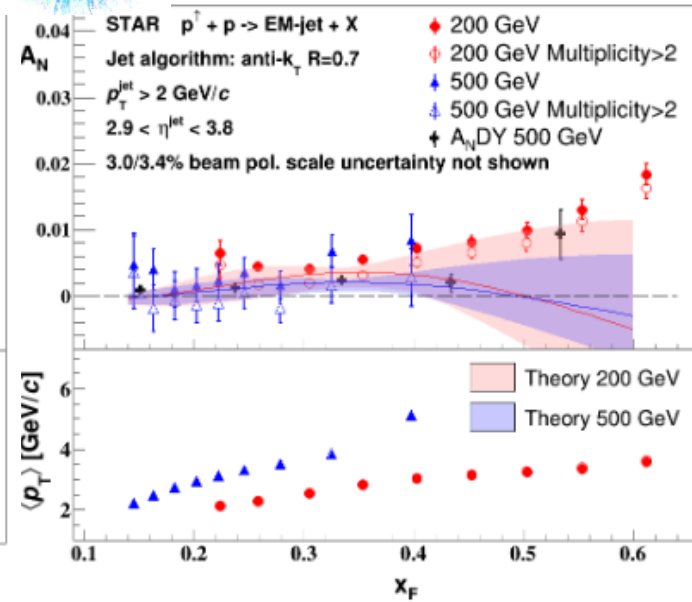 STAR p↑ + p -> EM-jet + X
Jet algorithm: anti-kT R=0.7
pTjet > 2 GeV/c
2.9 < ηjet < 3.8
3.0/3.4% beam pol. scale uncertainty not shown
200 GeV
200 GeV Multiplicity>2
500 GeV
500 GeV Multiplicity>2
ANDY 500 GeV
AN
0.04
0.03
0.02
0.01
0
Theory 200 GeV
Theory 500 GeV
⟨pT⟩ [GeV/c]
6
4
2
0.1 0.2 0.3 0.4 0.5 0.6
xF